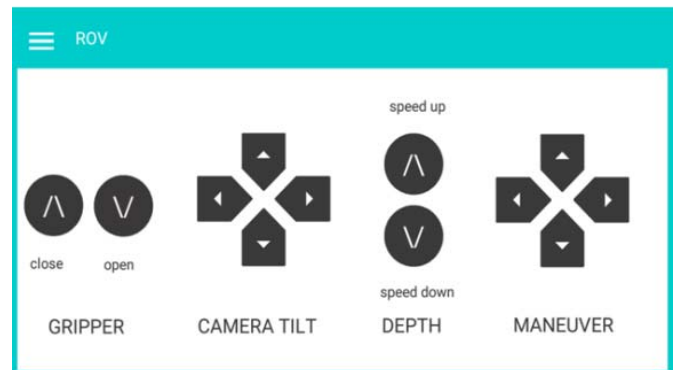 ROV
speed up
/\
\/
/\
\/
close
open
speed down
GRIPPER
CAMERA TILT
DEPTH
MANEUVER